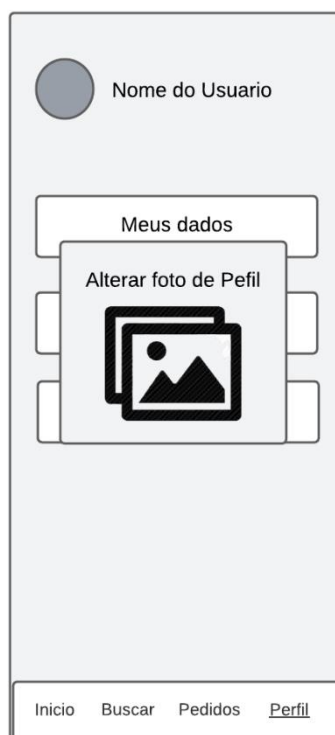 Nome do Usuario
Meus dados
Alterar foto de Pefil
Inicio Buscar Pedidos Perfil